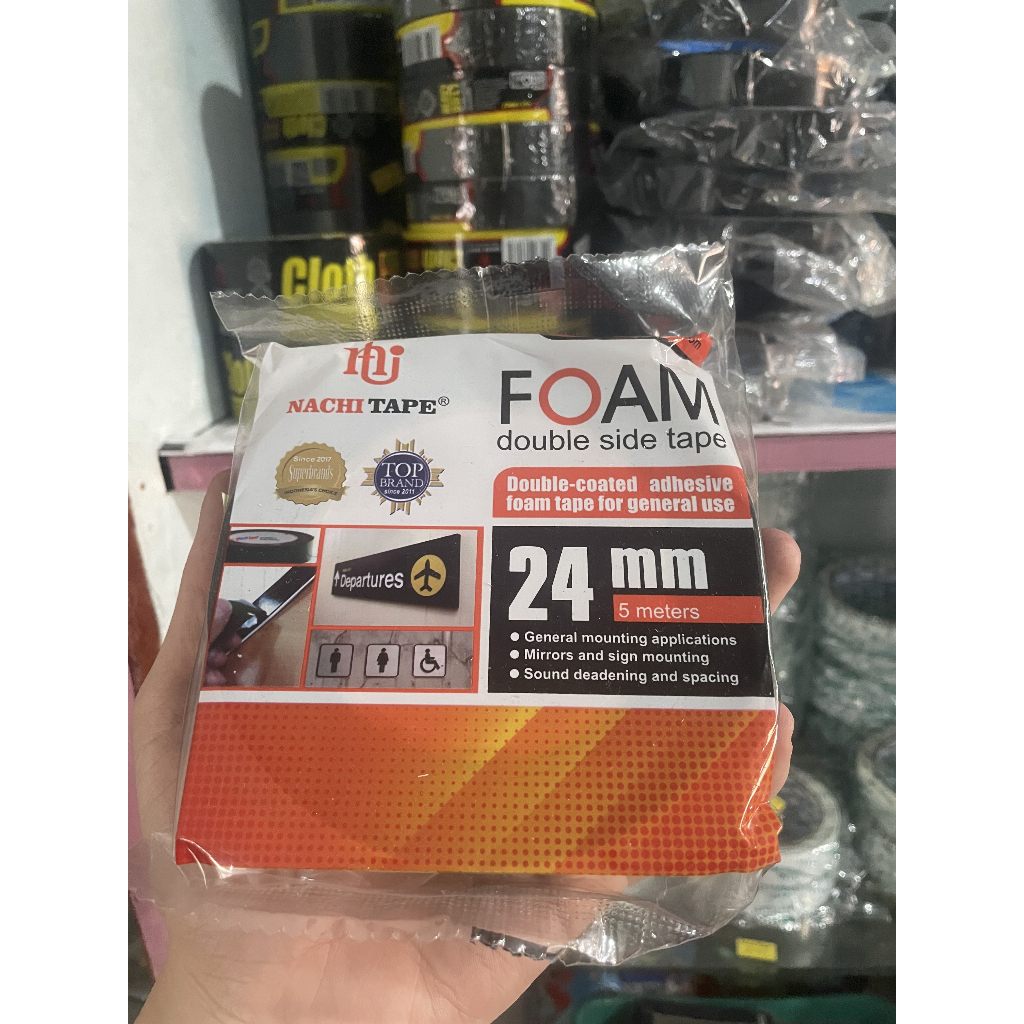 Cloth
NACHI TAPE®
FOAM
double side tape
Since 2017
Superbrands
INDONESIA'S CHOICE
TOP
BRAND
since 2011
Double-coated adhesive
foam tape for general use
Departures
24 mm
5 meters
● General mounting applications
● Mirrors and sign mounting
● Sound deadening and spacing